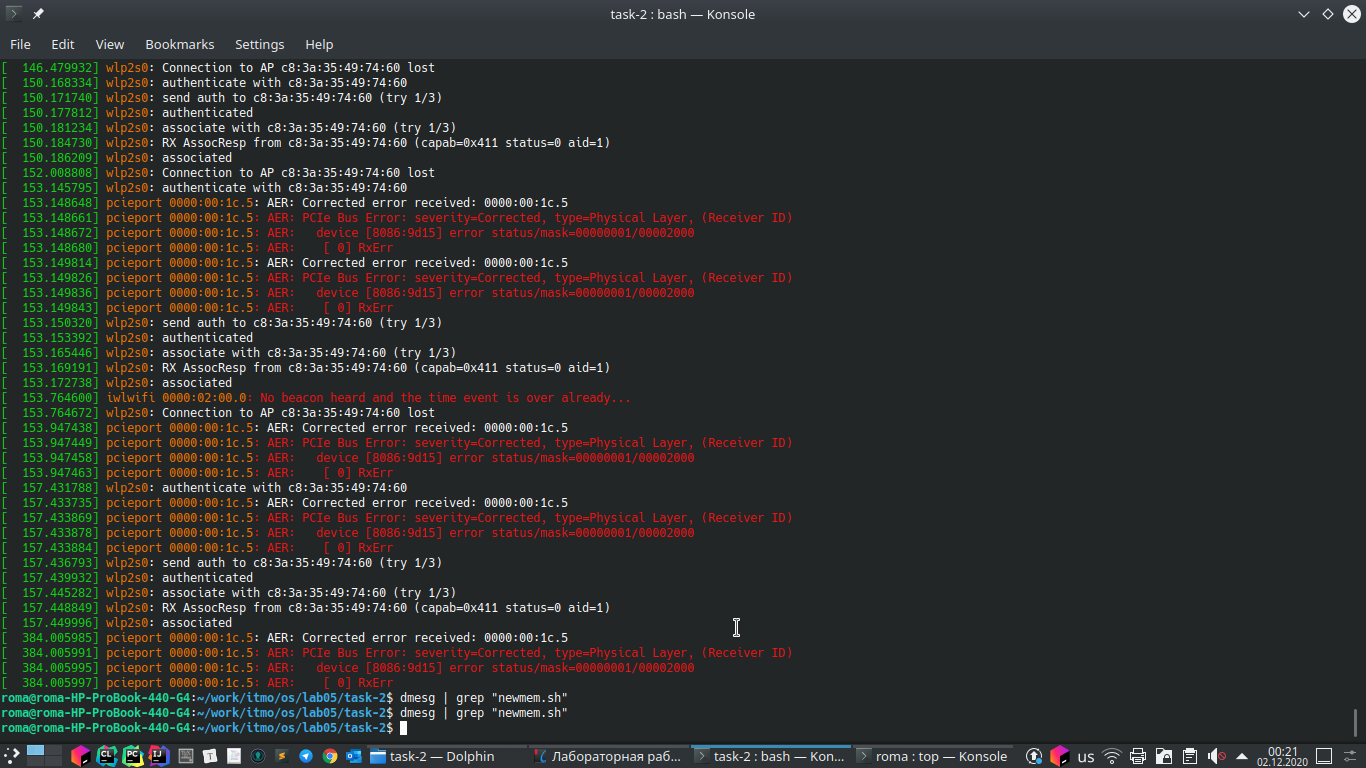 task-2 : bash — Konsole
File Edit View Bookmarks Settings Help
[  146.479932] wlp2s0: Connection to AP c8:3a:35:49:74:60 lost
[  150.168334] wlp2s0: authenticate with c8:3a:35:49:74:60
[  150.171740] wlp2s0: send auth to c8:3a:35:49:74:60 (try 1/3)
[  150.177812] wlp2s0: authenticated
[  150.181234] wlp2s0: associate with c8:3a:35:49:74:60 (try 1/3)
[  150.184730] wlp2s0: RX AssocResp from c8:3a:35:49:74:60 (capab=0x411 status=0 aid=1)
[  150.186209] wlp2s0: associated
[  152.008808] wlp2s0: Connection to AP c8:3a:35:49:74:60 lost
[  153.145795] wlp2s0: authenticate with c8:3a:35:49:74:60
[  153.148648] pcieport 0000:00:1c.5: AER: Corrected error received: 0000:00:1c.5
[  153.148661] pcieport 0000:00:1c.5: AER: PCIe Bus Error: severity=Corrected, type=Physical Layer, (Receiver ID)
[  153.148672] pcieport 0000:00:1c.5: AER:   device [8086:9d15] error status/mask=00000001/00002000
[  153.148680] pcieport 0000:00:1c.5: AER:    [ 0] RxErr
[  153.149814] pcieport 0000:00:1c.5: AER: Corrected error received: 0000:00:1c.5
[  153.149826] pcieport 0000:00:1c.5: AER: PCIe Bus Error: severity=Corrected, type=Physical Layer, (Receiver ID)
[  153.149836] pcieport 0000:00:1c.5: AER:   device [8086:9d15] error status/mask=00000001/00002000
[  153.149843] pcieport 0000:00:1c.5: AER:    [ 0] RxErr
[  153.150320] wlp2s0: send auth to c8:3a:35:49:74:60 (try 1/3)
[  153.153392] wlp2s0: authenticated
[  153.165446] wlp2s0: associate with c8:3a:35:49:74:60 (try 1/3)
[  153.169191] wlp2s0: RX AssocResp from c8:3a:35:49:74:60 (capab=0x411 status=0 aid=1)
[  153.172738] wlp2s0: associated
[  153.764600] iwlwifi 0000:02:00.0: No beacon heard and the time event is over already...
[  153.764672] wlp2s0: Connection to AP c8:3a:35:49:74:60 lost
[  153.947438] pcieport 0000:00:1c.5: AER: Corrected error received: 0000:00:1c.5
[  153.947449] pcieport 0000:00:1c.5: AER: PCIe Bus Error: severity=Corrected, type=Physical Layer, (Receiver ID)
[  153.947458] pcieport 0000:00:1c.5: AER:   device [8086:9d15] error status/mask=00000001/00002000
[  153.947463] pcieport 0000:00:1c.5: AER:    [ 0] RxErr
[  157.431788] wlp2s0: authenticate with c8:3a:35:49:74:60
[  157.433735] pcieport 0000:00:1c.5: AER: Corrected error received: 0000:00:1c.5
[  157.433869] pcieport 0000:00:1c.5: AER: PCIe Bus Error: severity=Corrected, type=Physical Layer, (Receiver ID)
[  157.433878] pcieport 0000:00:1c.5: AER:   device [8086:9d15] error status/mask=00000001/00002000
[  157.433884] pcieport 0000:00:1c.5: AER:    [ 0] RxErr
[  157.436793] wlp2s0: send auth to c8:3a:35:49:74:60 (try 1/3)
[  157.439932] wlp2s0: authenticated
[  157.445282] wlp2s0: associate with c8:3a:35:49:74:60 (try 1/3)
[  157.448849] wlp2s0: RX AssocResp from c8:3a:35:49:74:60 (capab=0x411 status=0 aid=1)
[  157.449996] wlp2s0: associated
[  384.005985] pcieport 0000:00:1c.5: AER: Corrected error received: 0000:00:1c.5
[  384.005991] pcieport 0000:00:1c.5: AER: PCIe Bus Error: severity=Corrected, type=Physical Layer, (Receiver ID)
[  384.005995] pcieport 0000:00:1c.5: AER:   device [8086:9d15] error status/mask=00000001/00002000
[  384.005997] pcieport 0000:00:1c.5: AER:    [ 0] RxErr
roma@roma-HP-ProBook-440-G4:~/work/itmo/os/lab05/task-2$ dmesg | grep "newmem.sh"
roma@roma-HP-ProBook-440-G4:~/work/itmo/os/lab05/task-2$ dmesg | grep "newmem.sh"
roma@roma-HP-ProBook-440-G4:~/work/itmo/os/lab05/task-2$
CL PC IJ T task-2 — Dolphin Лабораторная раб... task-2 : bash — Kon... roma : top — Konsole us 00:21
02.12.2020